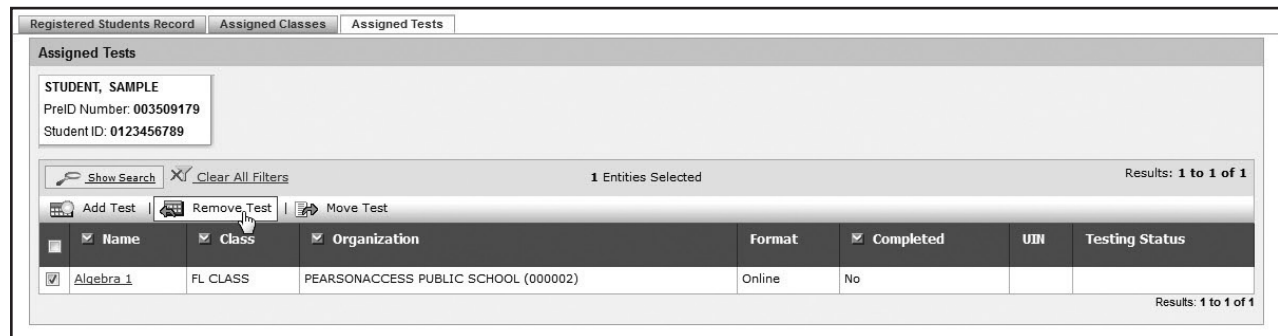 Registered Students Record Assigned Classes Assigned Tests
Assigned Tests
STUDENT, SAMPLE
PreID Number: 003509179
Student ID: 0123456789
Show Search Clear All Filters 1 Entities Selected Results: 1 to 1 of 1
Add Test | Remove Test | Move Test
Name Class Organization Format Completed UIN Testing Status
Algebra 1 FL CLASS PEARSONACCESS PUBLIC SCHOOL (000002) Online No
Results: 1 to 1 of 1